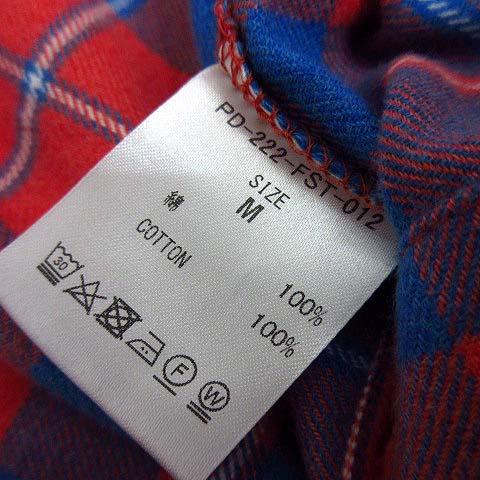 PD-222-FST-012
SIZE
M
綿 100%
COTTON 100%
30 F W